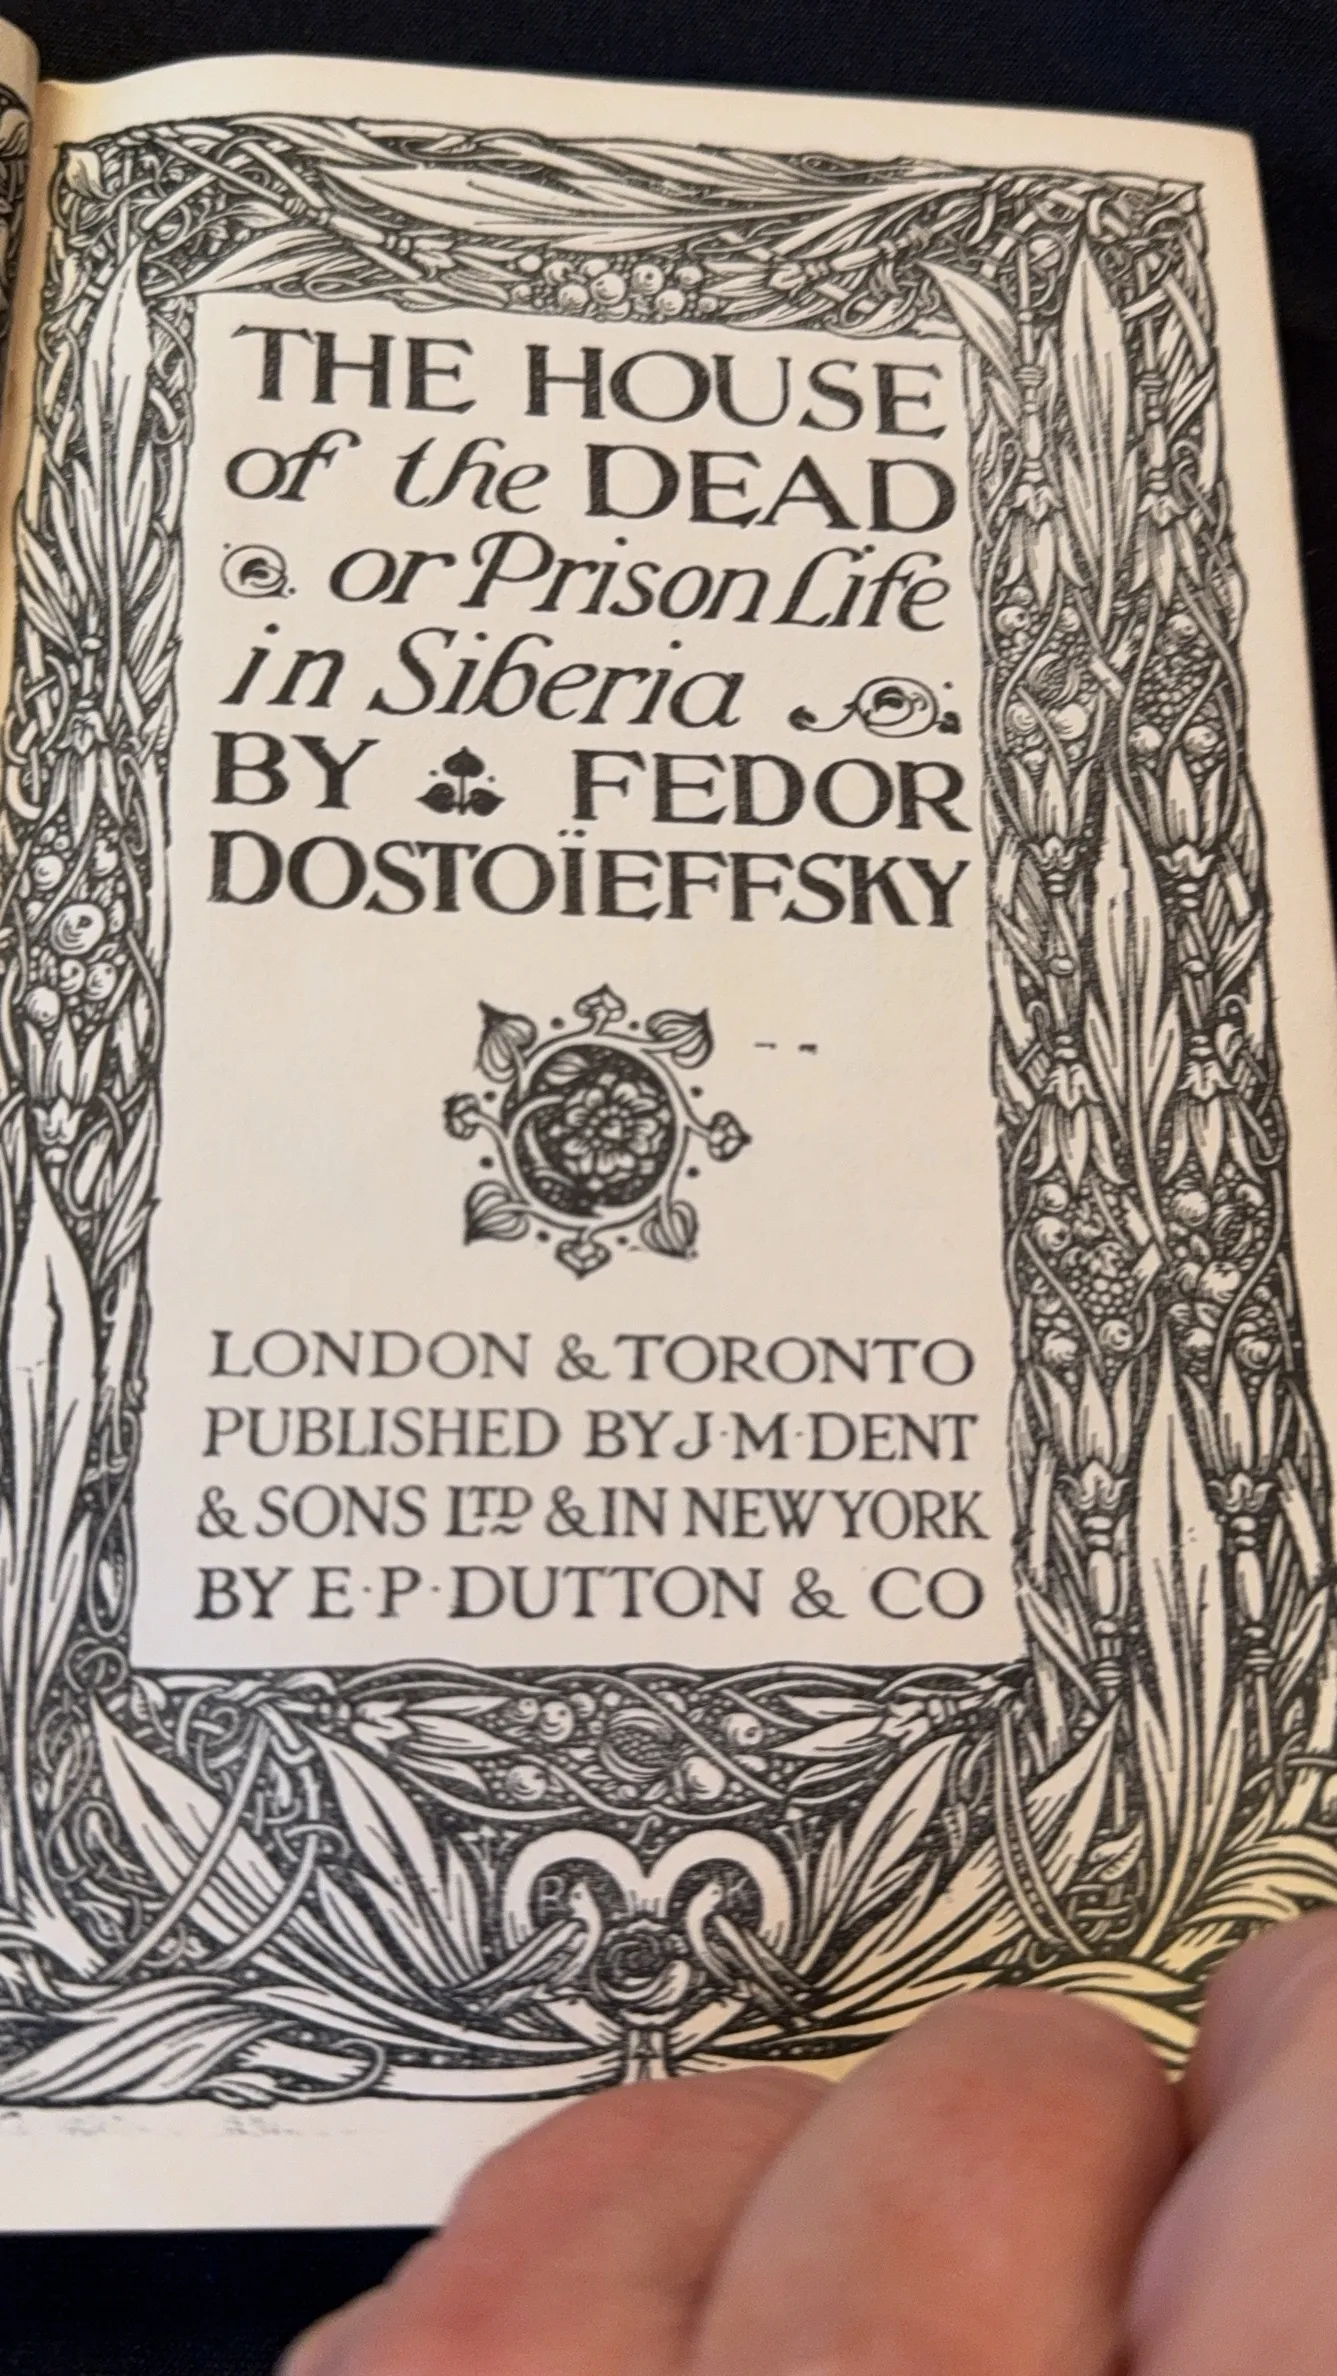 THE HOUSE
of the DEAD
or Prison Life
in Siberia
BY FEDOR
DOSTOÏEFFSKY
LONDON & TORONTO
PUBLISHED BY J·M·DENT
& SONS LTD & IN NEW YORK
BY E·P·DUTTON & CO